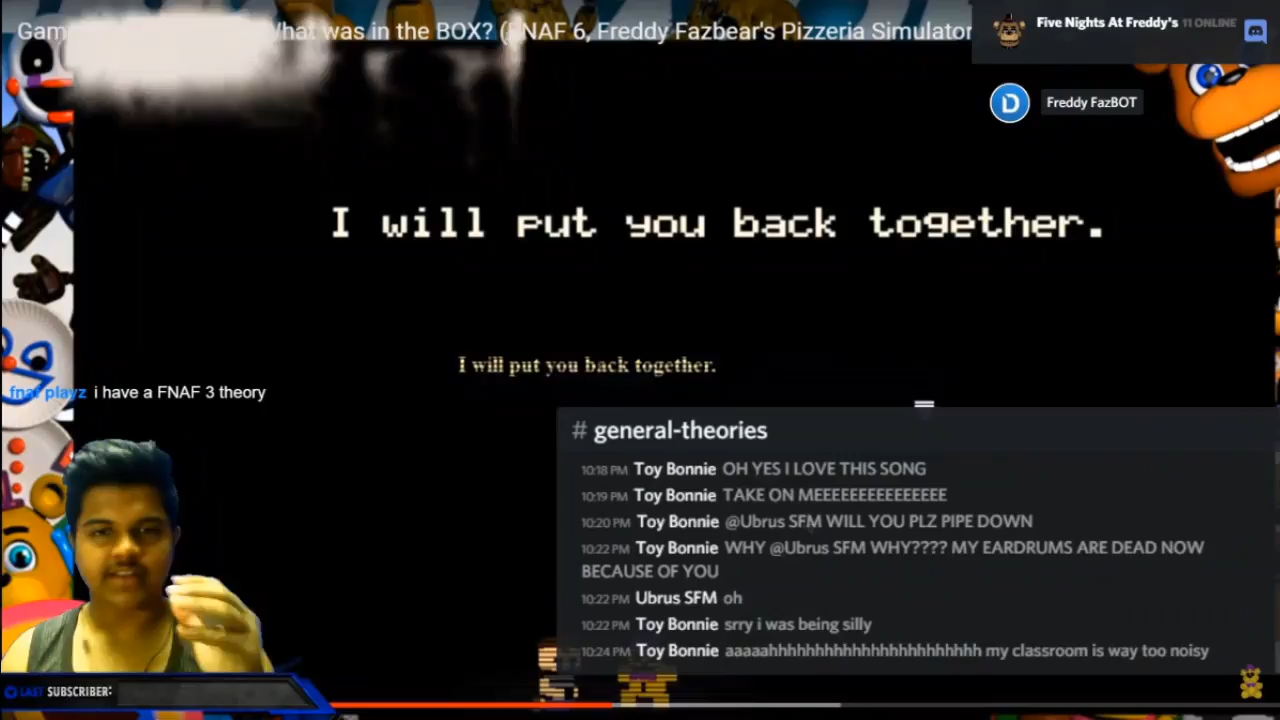 Gam hat was in the BOX? (FNAF 6, Freddy Fazbear's Pizzeria Simulator
Five Nights At Freddy's 11 ONLINE
D Freddy FazBOT
I will put you back together.
I will put you back together.
fnaf playz i have a FNAF 3 theory
# general-theories
10:18 PM Toy Bonnie OH YES I LOVE THIS SONG
10:19 PM Toy Bonnie TAKE ON MEEEEEEEEEEEEEEE
10:20 PM Toy Bonnie @Ubrus SFM WILL YOU PLZ PIPE DOWN
10:22 PM Toy Bonnie WHY @Ubrus SFM WHY???? MY EARDRUMS ARE DEAD NOW
BECAUSE OF YOU
10:22 PM Ubrus SFM oh
10:22 PM Toy Bonnie srry i was being silly
10:24 PM Toy Bonnie aaaaahhhhhhhhhhhhhhhhhhhhhhh my classroom is way too noisy
LAST SUBSCRIBER: